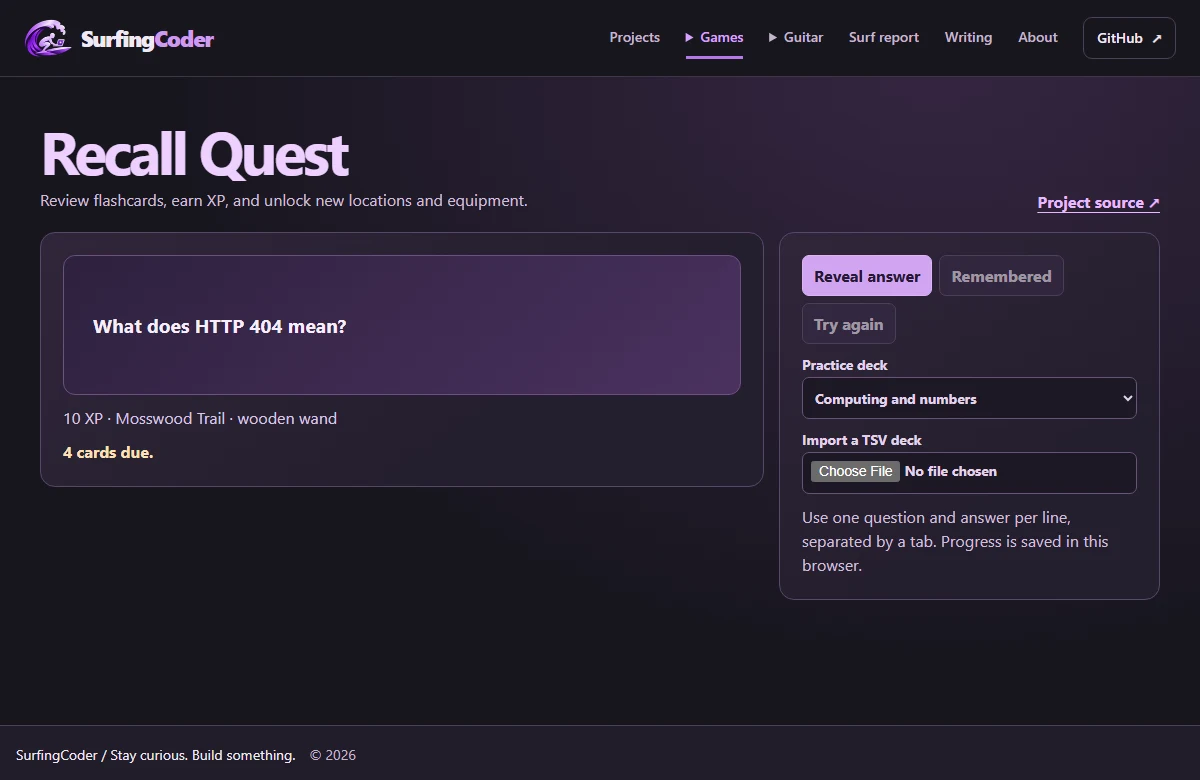 SurfingCoder
Projects
▶ Games
▶ Guitar
Surf report
Writing
About
GitHub ↗
Recall Quest
Review flashcards, earn XP, and unlock new locations and equipment.
Project source ↗
What does HTTP 404 mean?
10 XP · Mosswood Trail · wooden wand
4 cards due.
Reveal answer
Remembered
Try again
Practice deck
Computing and numbers
Import a TSV deck
Choose File No file chosen
Use one question and answer per line,
separated by a tab. Progress is saved in this
browser.
SurfingCoder / Stay curious. Build something. © 2026